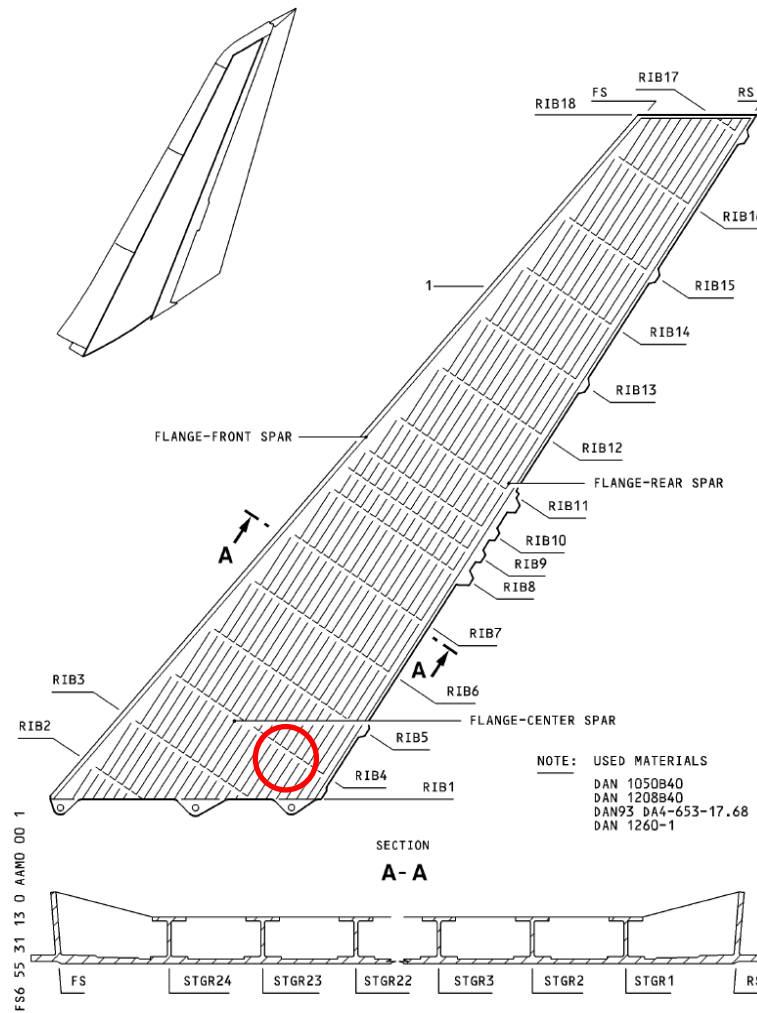 RIB17
FS
RS
RIB18
RIB16
RIB15
1
RIB14
RIB13
FLANGE-FRONT SPAR
RIB12
FLANGE-REAR SPAR
RIB11
A
RIB10
RIB9
RIB8
RIB7
A
RIB3
RIB6
FLANGE-CENTER SPAR
RIB2
RIB5
RIB4
RIB1
NOTE: USED MATERIALS
DAN 1050B40
DAN 1208B40
DAN93 DA4-653-17.68
DAN 1260-1
SECTION
A-A
FS STGR24 STGR23 STGR22 STGR3 STGR2 STGR1 RS
FS6 55 31 13 0 AAM0 00 1